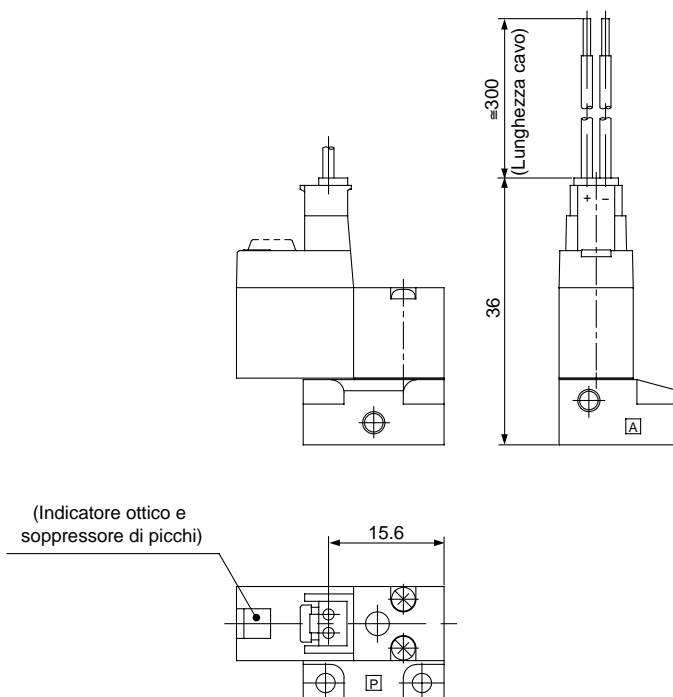 ≅300
(Lunghezza cavo)
+ −
36
A
(Indicatore ottico e
soppressore di picchi)
15.6
P